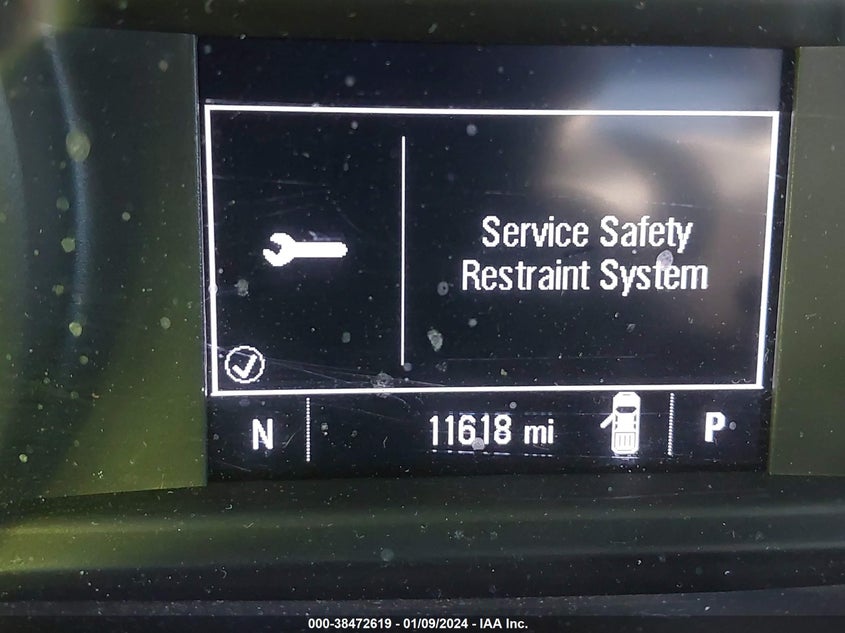 Service Safety
Restraint System
N
11618 mi
P
000-38472619 - 01/09/2024 - IAA Inc.